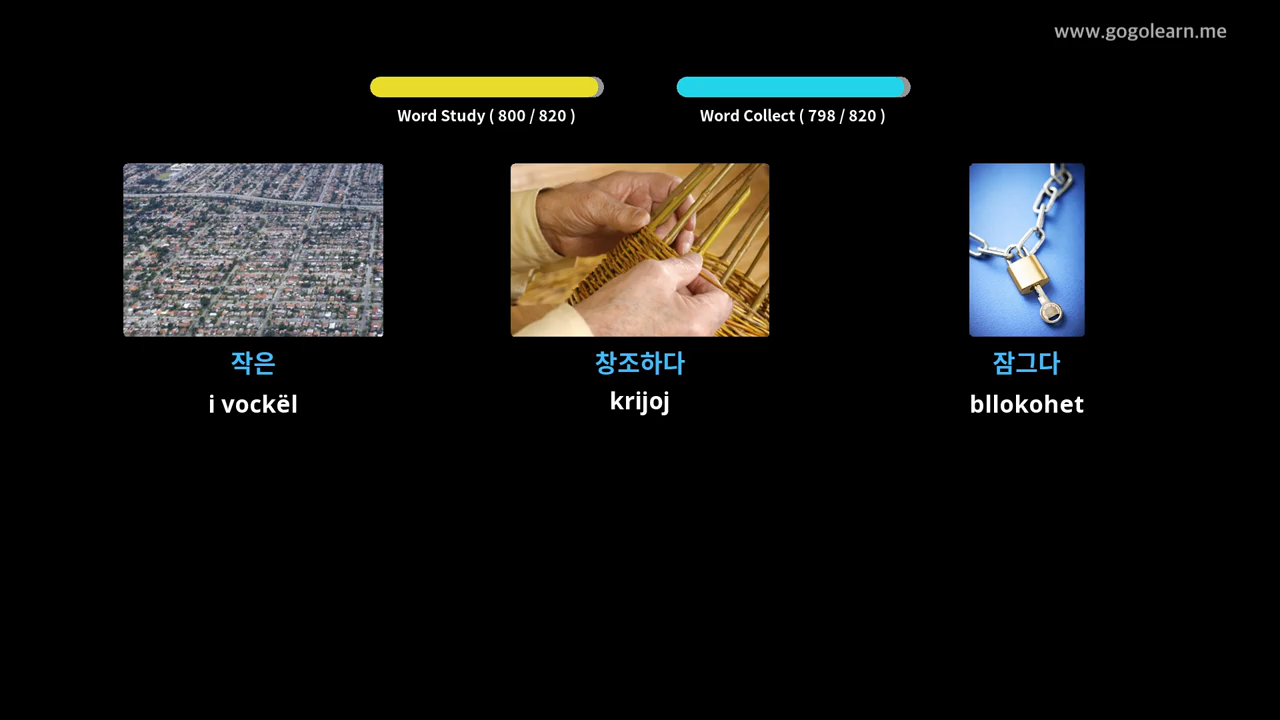 www.gogolearn.me
Word Study ( 800 / 820 )
Word Collect ( 798 / 820 )
작은
창조하다
잠그다
i vockël
krijoj
bllokohet